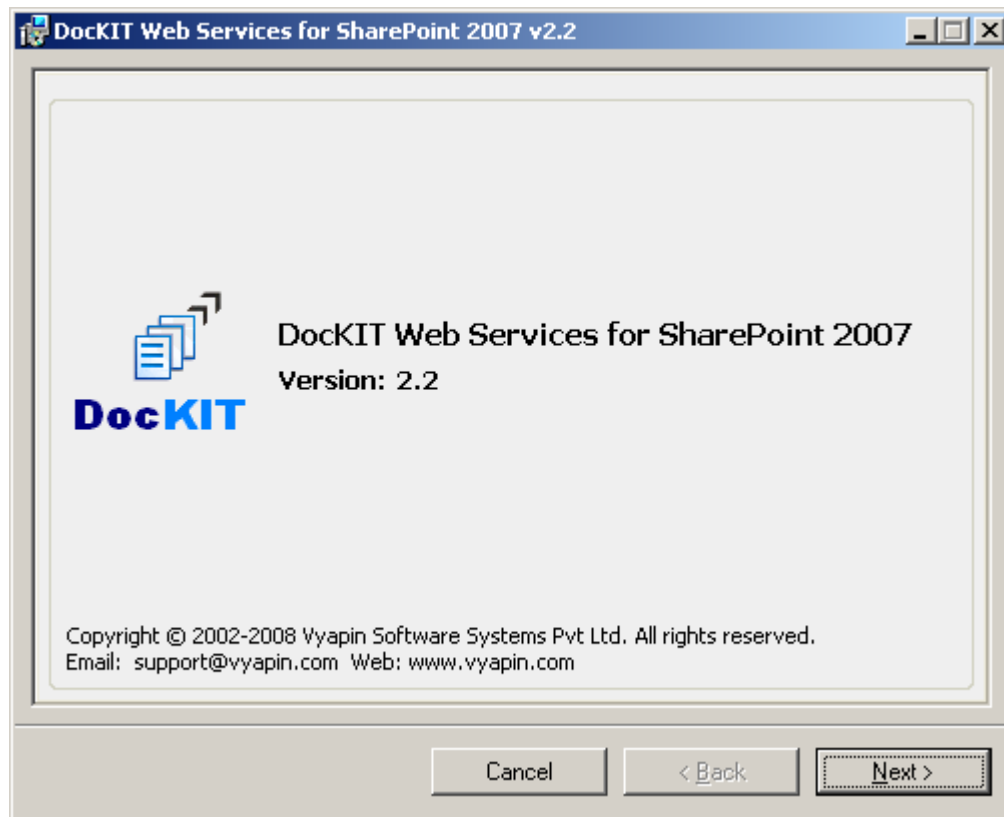 DocKIT Web Services for SharePoint 2007 v2.2
DocKIT Web Services for SharePoint 2007
Version: 2.2
DocKIT
Copyright © 2002-2008 Vyapin Software Systems Pvt Ltd. All rights reserved.
Email: support@vyapin.com Web: www.vyapin.com
Cancel
< Back
Next >